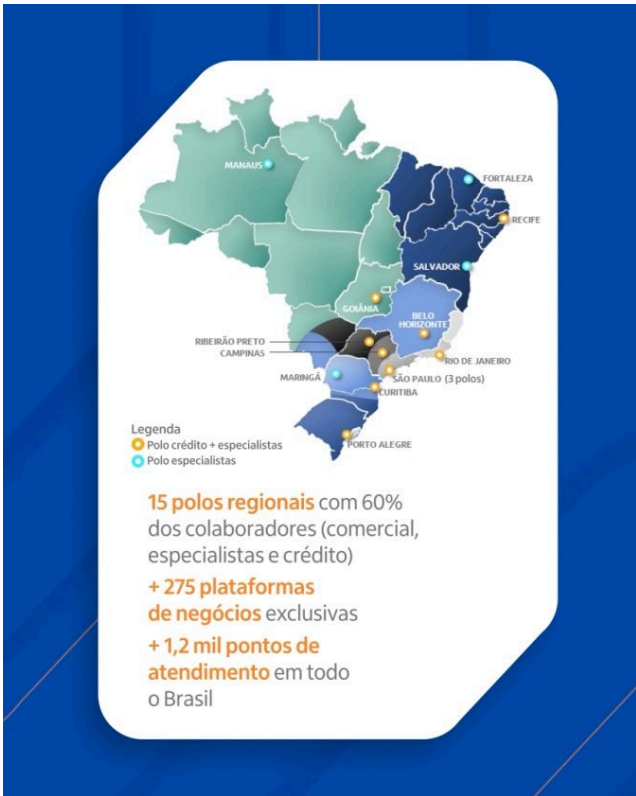 MANAUS
FORTALEZA
RECIFE
SALVADOR
GOIÂNIA
BELO
HORIZONTE
RIBEIRÃO PRETO
CAMPINAS
RIO DE JANEIRO
MARINGÁ
SÃO PAULO (3 polos)
CURITIBA
Legenda
Polo crédito + especialistas
Polo especialistas
PORTO ALEGRE
15 polos regionais com 60%
dos colaboradores (comercial,
especialistas e crédito)
+ 275 plataformas
de negócios exclusivas
+ 1,2 mil pontos de
atendimento em todo
o Brasil